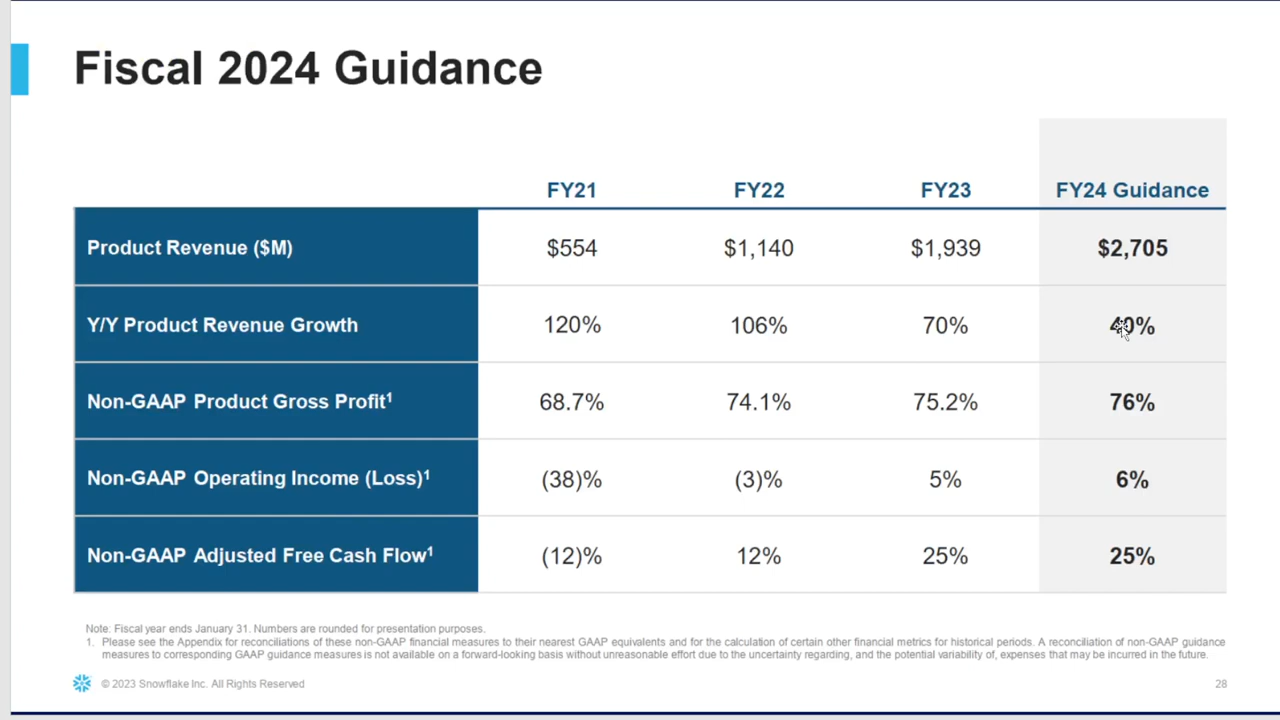 Fiscal 2024 Guidance
FY21 FY22 FY23 FY24 Guidance
Product Revenue ($M) $554 $1,140 $1,939 $2,705
Y/Y Product Revenue Growth 120% 106% 70% 40%
Non-GAAP Product Gross Profit¹ 68.7% 74.1% 75.2% 76%
Non-GAAP Operating Income (Loss)¹ (38)% (3)% 5% 6%
Non-GAAP Adjusted Free Cash Flow¹ (12)% 12% 25% 25%
Note: Fiscal year ends January 31. Numbers are rounded for presentation purposes.
1. Please see the Appendix for reconciliations of these non-GAAP financial measures to their nearest GAAP equivalents and for the calculation of certain other financial metrics for historical periods. A reconciliation of non-GAAP guidance
measures to corresponding GAAP guidance measures is not available on a forward-looking basis without unreasonable effort due to the uncertainty regarding, and the potential variability of, expenses that may be incurred in the future.
© 2023 Snowflake Inc. All Rights Reserved 28